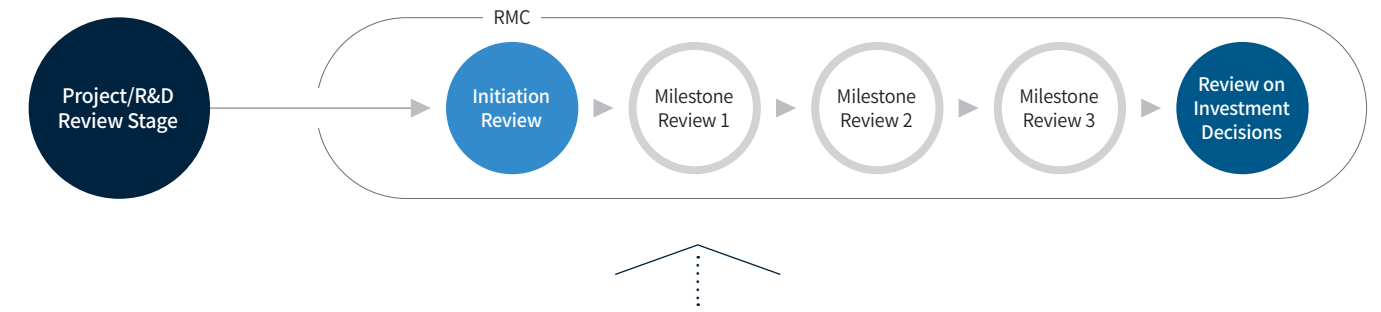 RMC
Project/R&D
Review Stage
Initiation
Review
Milestone
Review 1
Milestone
Review 2
Milestone
Review 3
Review on
Investment
Decisions